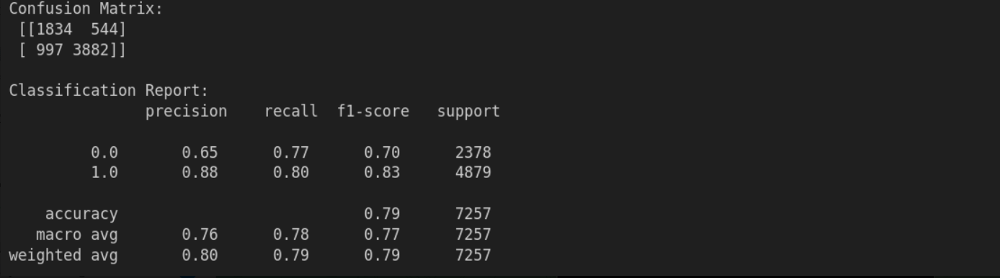 Confusion Matrix:
[[1834 544]
[ 997 3882]]
Classification Report:
precision recall f1-score support
0.0 0.65 0.77 0.70 2378
1.0 0.88 0.80 0.83 4879
accuracy 0.79 7257
macro avg 0.76 0.78 0.77 7257
weighted avg 0.80 0.79 0.79 7257